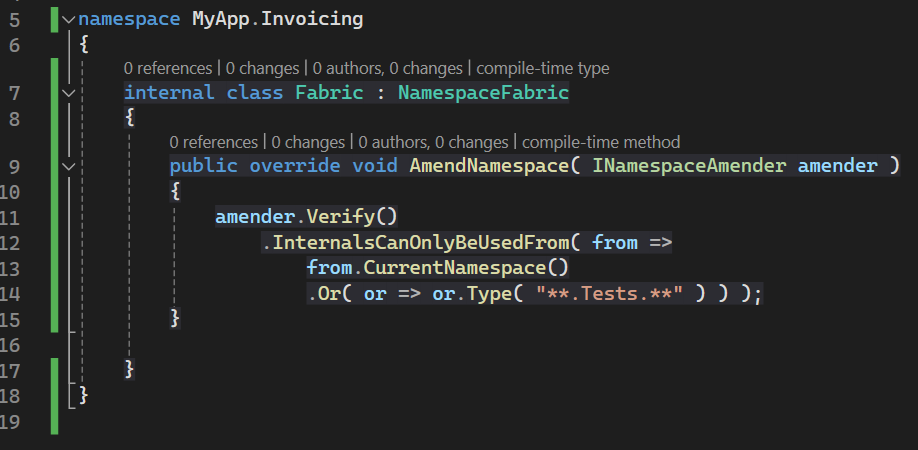 5 namespace MyApp.Invoicing
6 {
0 references | 0 changes | 0 authors, 0 changes | compile-time type
7 internal class Fabric : NamespaceFabric
8 {
0 references | 0 changes | 0 authors, 0 changes | compile-time method
9 public override void AmendNamespace( INamespaceAmender amender )
10 {
11 amender.Verify()
12 .InternalsCanOnlyBeUsedFrom( from =>
13 from.CurrentNamespace()
14 .Or( or => or.Type( "**.Tests.**" ) ) );
15 }
16
17 }
18 }
19